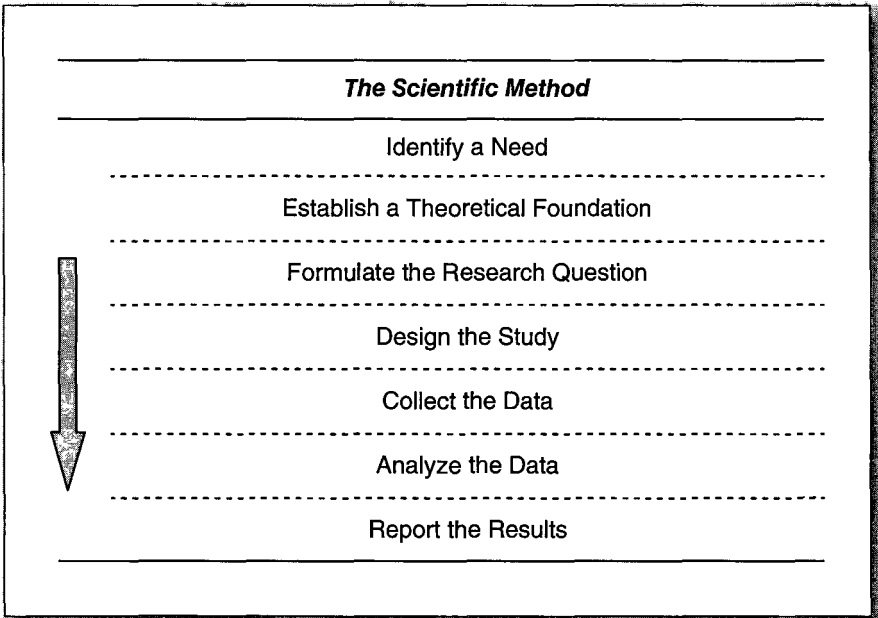 The Scientific Method
Identify a Need
Establish a Theoretical Foundation
Formulate the Research Question
Design the Study
Collect the Data
Analyze the Data
Report the Results